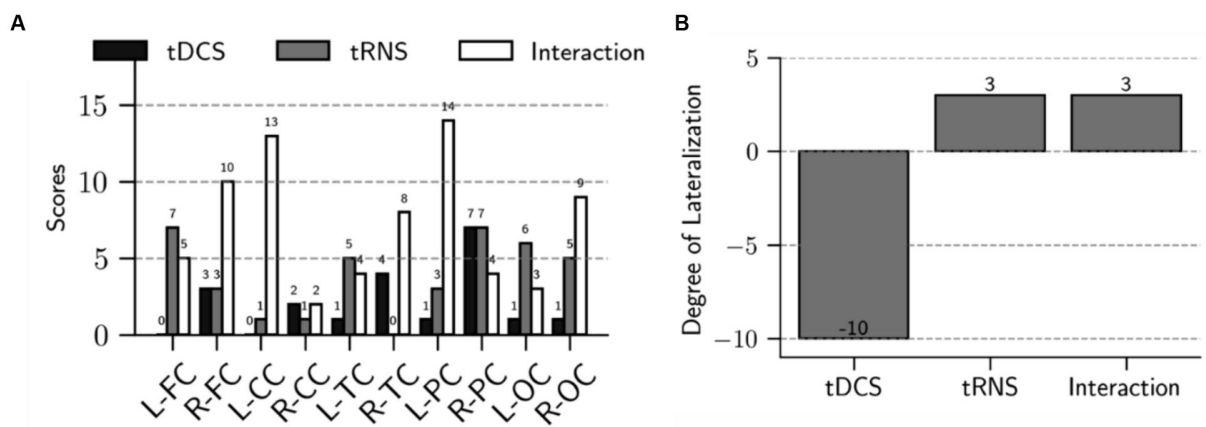 A
tDCS tRNS Interaction
Scores
15
10
5
0
0 7 5
3 3 10
0 1 13
2 1 2
1 5 4
4 0 8
1 3 14
7 7 4
1 6 3
1 5 9
L-FC R-FC L-CC R-CC L-TC R-TC L-PC R-PC L-OC R-OC
B
Degree of Lateralization
5
0
−5
−10
-10 3 3
tDCS tRNS Interaction